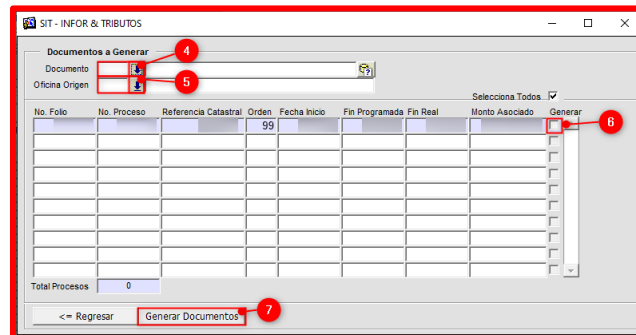 SIT - INFOR & TRIBUTOS
Documentos a Generar
Documento
4
Oficina Origen
5
Selecciona Todos
No. Folio No. Proceso Referencia Catastral Orden Fecha Inicio Fin Programada Fin Real Monto Asociado Generar
99
6
Total Procesos 0
<= Regresar Generar Documentos
7